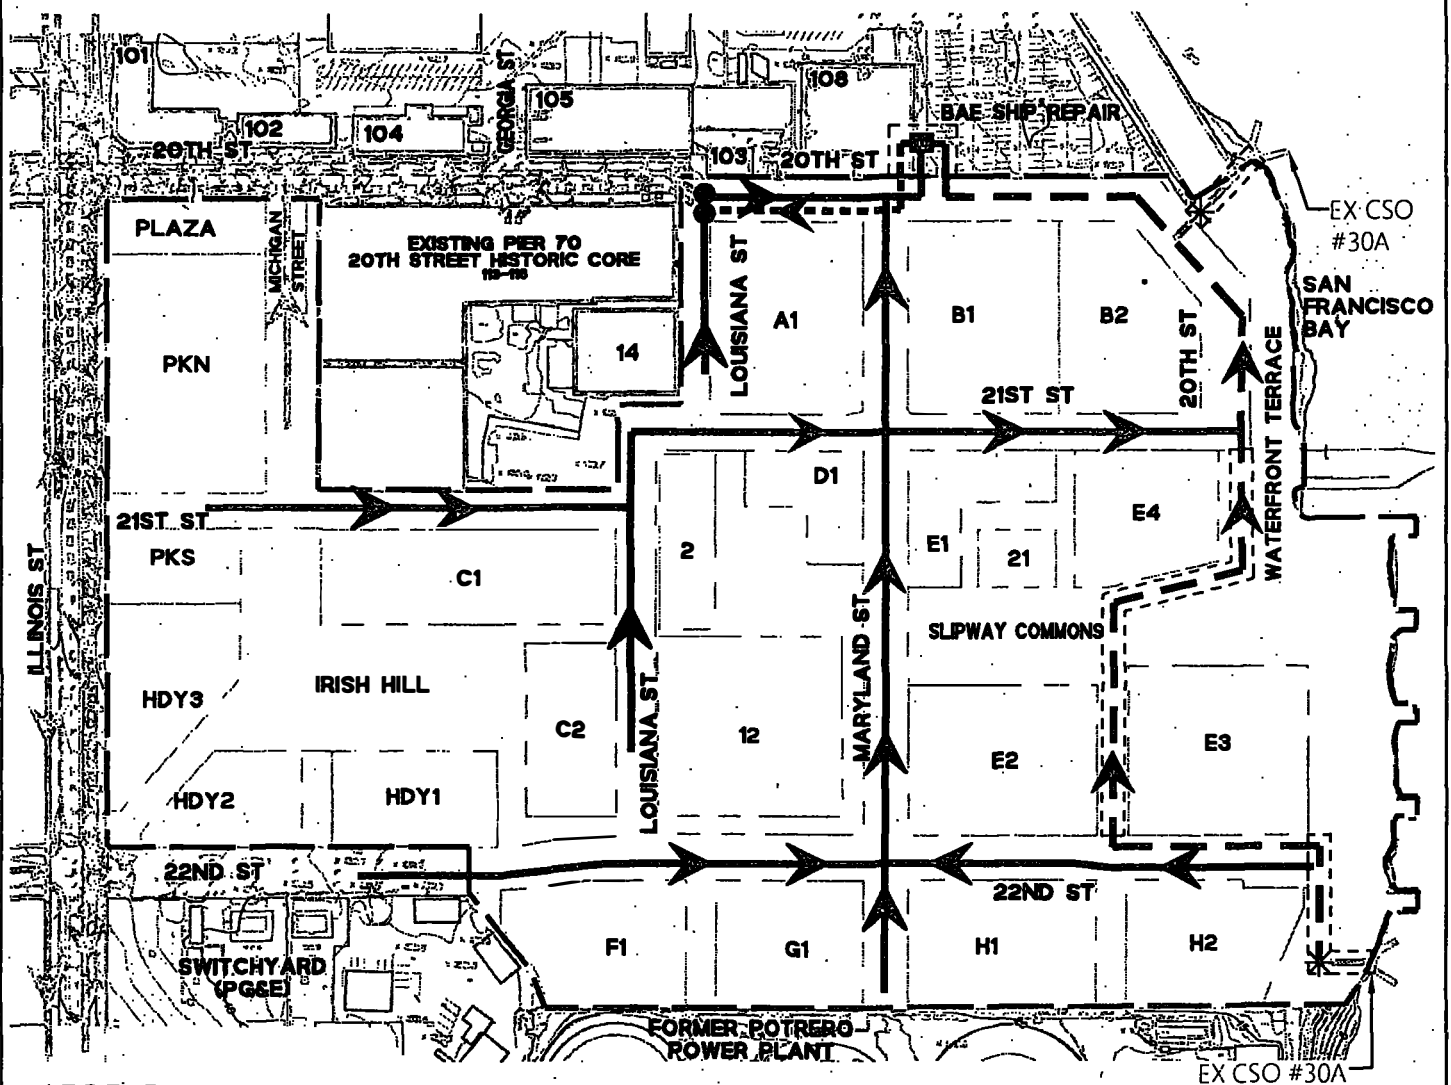 101
108
105
GEORGIA ST
BAE SHIP REPAIR
102
104
20TH ST
103
20TH ST
EX CSO
#30A
PLAZA
MICHIGAN
STREET
EXISTING PIER 70
20TH STREET HISTORIC CORE
LOUISIANA ST
SAN
FRANCISCO
BAY
A1
B1
B2
14
PKN
20TH ST
WATERFRONT TERRACE
21ST ST
D1
21ST ST
E4
ILLINOIS ST
PKS
2
E1
21
C1
SLIPWAY COMMONS
MARYLAND ST
IRISH HILL
HDY3
LOUISIANA ST
C2
12
E3
E2
HDY2
HDY1
22ND ST
22ND ST
F1
G1
H1
H2
SWITCHYARD
(PG&E)
FORMER POTRERO
POWER PLANT
EX CSO #30A